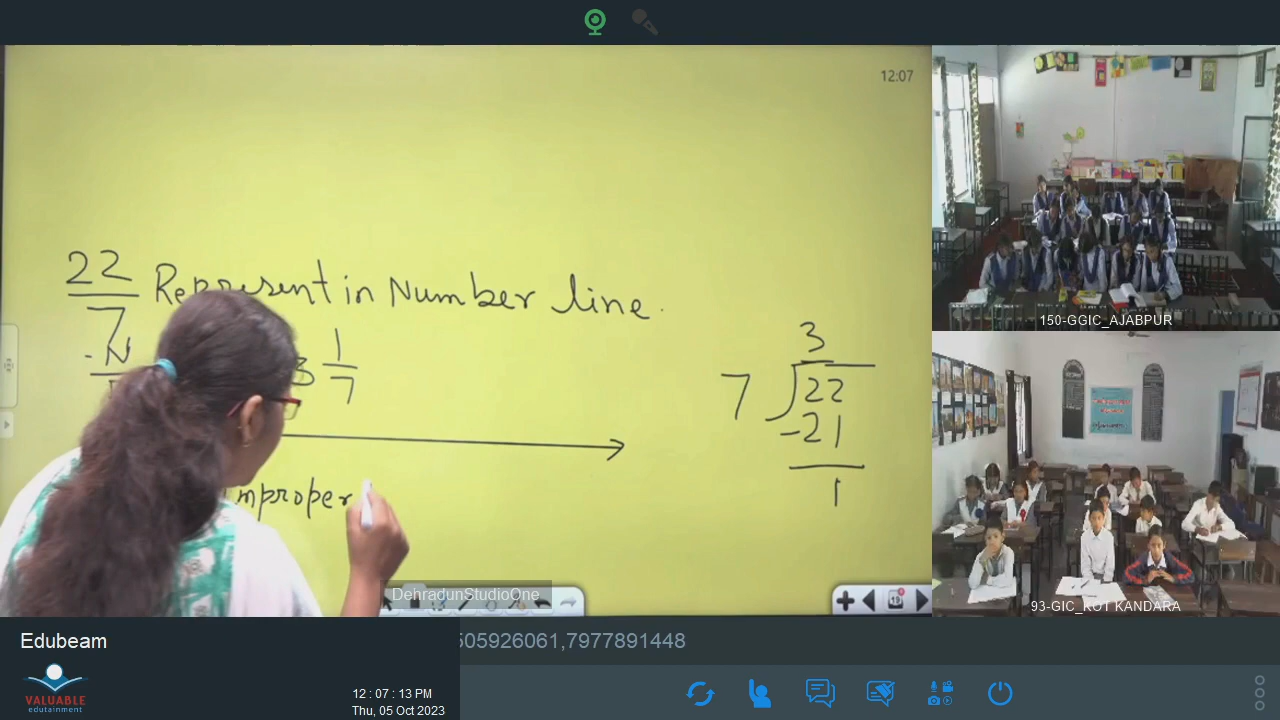 12:07
22
7 Represent in Number line.
3 1
7
improper
3
7 22
-21
1
DehradunStudioOne
150-GGIC_AJABPUR
93-GIC_KOT KANDARA
Edubeam
505926061,7977891448
VALUABLE
edutainment
12 : 07 : 13 PM
Thu, 05 Oct 2023